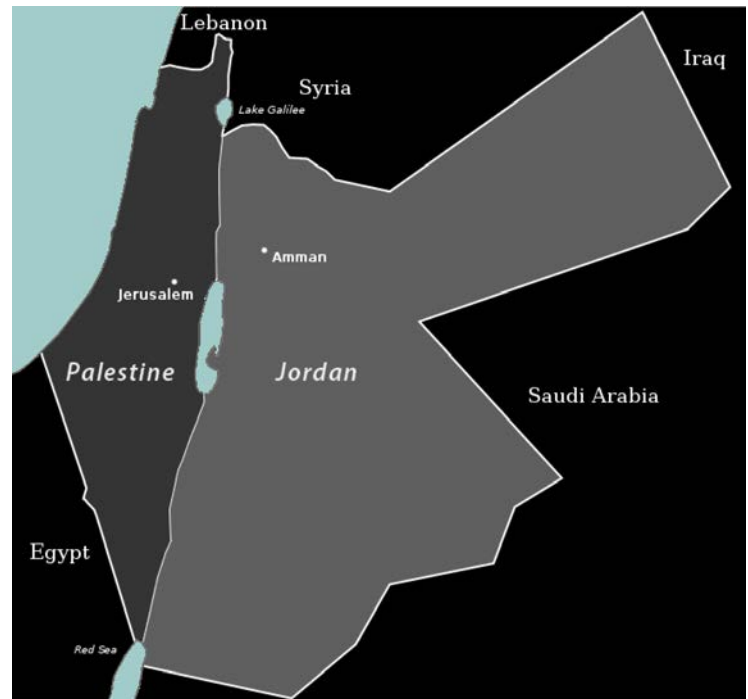 Lebanon
Iraq
Syria
Lake Galilee
Amman
Jerusalem
Palestine
Jordan
Saudi Arabia
Egypt
Red Sea